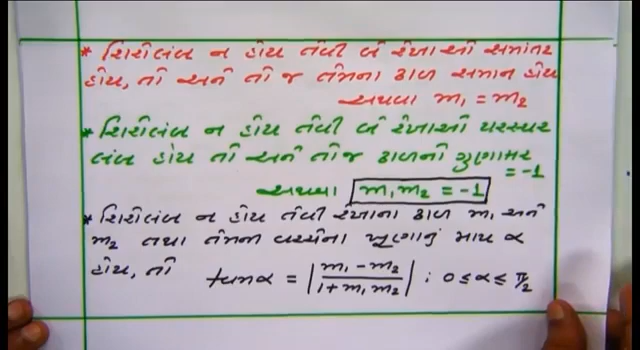 * શિરોલંબ ન હોય તેવી બે રેખાઓ સમાંતર
હોય, તો અને તો જ તેમના ઢાળ સમાન હોય
અથવા m₁ = m₂
* શિરોલંબ ન હોય તેવી બે રેખાઓ પરસ્પર
લંબ હોય તો અને તો જ ઢાળનો ગુણાકાર
= -1
અથવા m₁m₂ = -1
* શિરોલંબ ન હોય તેવી રેખાના ઢાળ m₁ અને
m₂ તથા તેમની વચ્ચેના ખૂણાનું માપ α
હોય, તો tanα = |(m₁ - m₂)/(1 + m₁m₂)| ; 0 ≤ α ≤ π/2